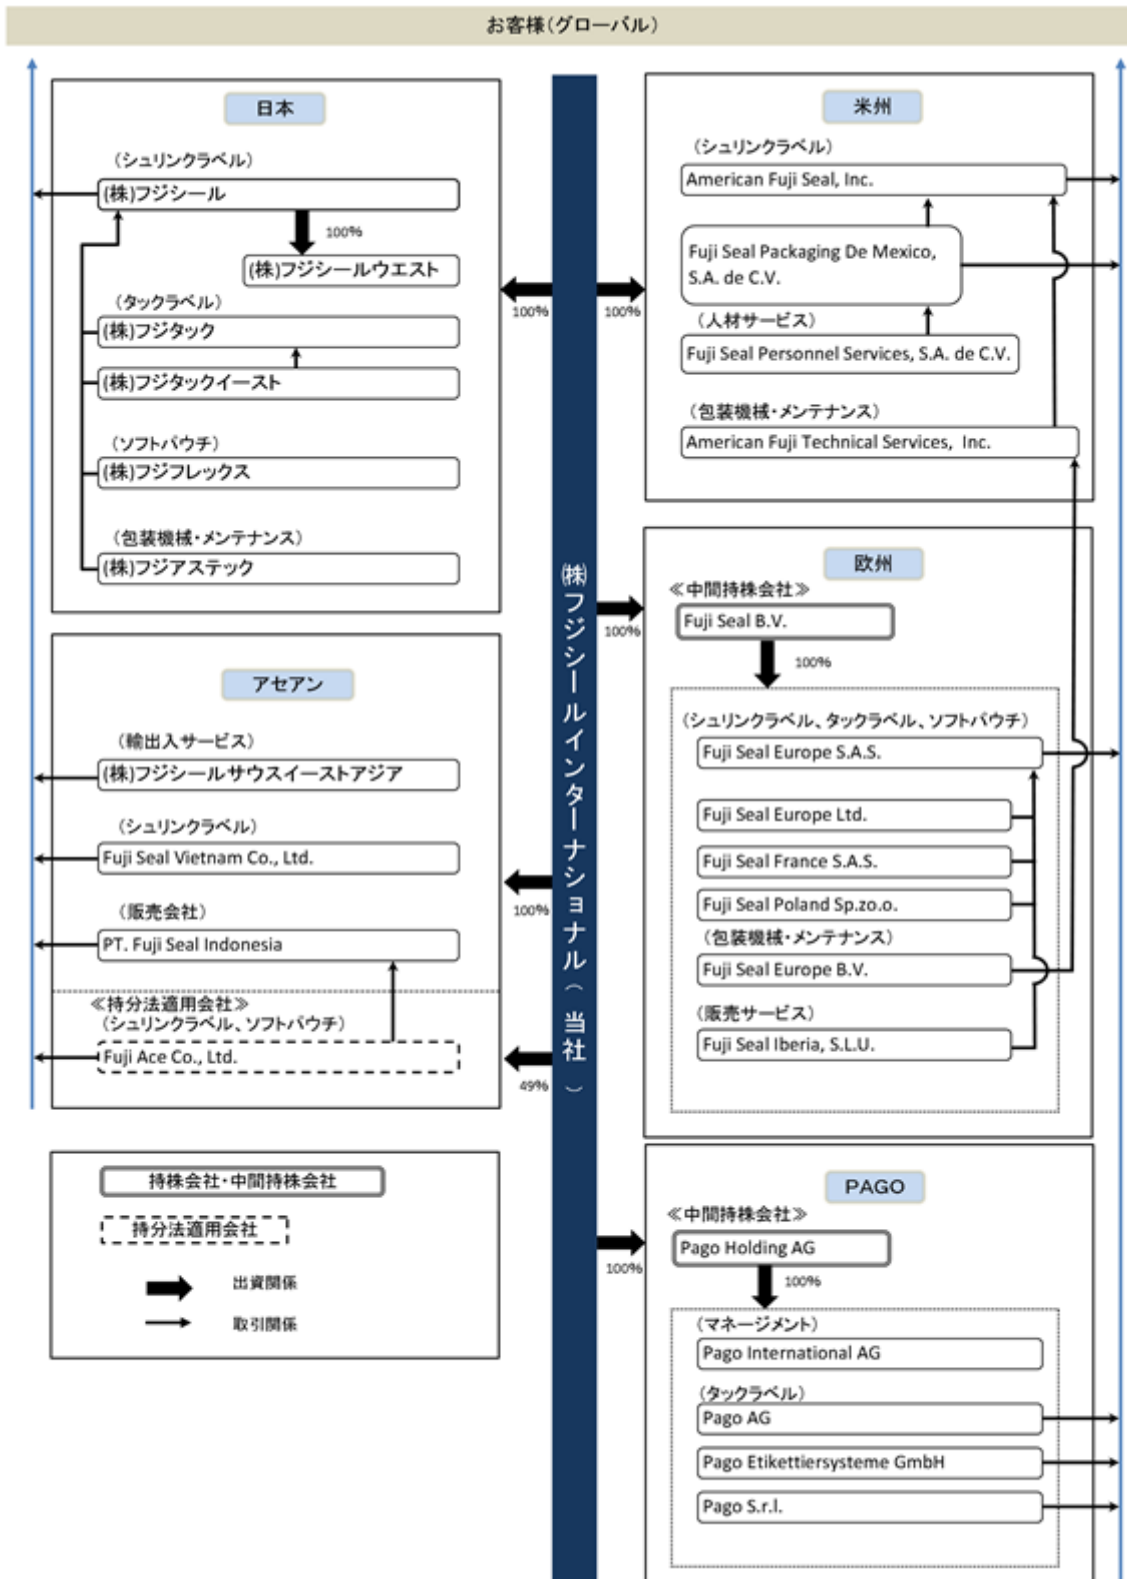 お客様(グローバル)
日本
(シュリンクラベル)
(株)フジシール
100%
(株)フジシールウエスト
(タックラベル)
(株)フジタック
(株)フジタックイースト
(ソフトパウチ)
(株)フジフレックス
(包装機械・メンテナンス)
(株)フジアステック
アセアン
(輸出入サービス)
(株)フジシールサウスイーストアジア
(シュリンクラベル)
Fuji Seal Vietnam Co., Ltd.
(販売会社)
PT. Fuji Seal Indonesia
≪持分法適用会社≫
(シュリンクラベル、ソフトパウチ)
Fuji Ace Co., Ltd.
持株会社・中間持株会社
持分法適用会社
出資関係
取引関係
100%
100%
100%
100%
49%
100%
㈱フジシールインターナショナル(当社)
米州
(シュリンクラベル)
American Fuji Seal, Inc.
Fuji Seal Packaging De Mexico,
S.A. de C.V.
(人材サービス)
Fuji Seal Personnel Services, S.A. de C.V.
(包装機械・メンテナンス)
American Fuji Technical Services, Inc.
欧州
≪中間持株会社≫
Fuji Seal B.V.
100%
(シュリンクラベル、タックラベル、ソフトパウチ)
Fuji Seal Europe S.A.S.
Fuji Seal Europe Ltd.
Fuji Seal France S.A.S.
Fuji Seal Poland Sp.zo.o.
(包装機械・メンテナンス)
Fuji Seal Europe B.V.
(販売サービス)
Fuji Seal Iberia, S.L.U.
PAGO
≪中間持株会社≫
Pago Holding AG
100%
(マネージメント)
Pago International AG
(タックラベル)
Pago AG
Pago Etikettiersysteme GmbH
Pago S.r.l.